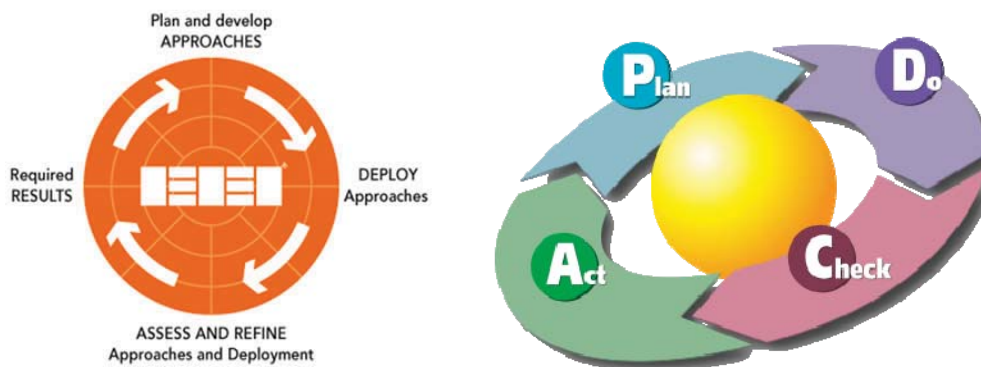 Plan and develop
APPROACHES
Required
RESULTS
DEPLOY
Approaches
ASSESS AND REFINE
Approaches and Deployment
Plan
Do
Act
Check